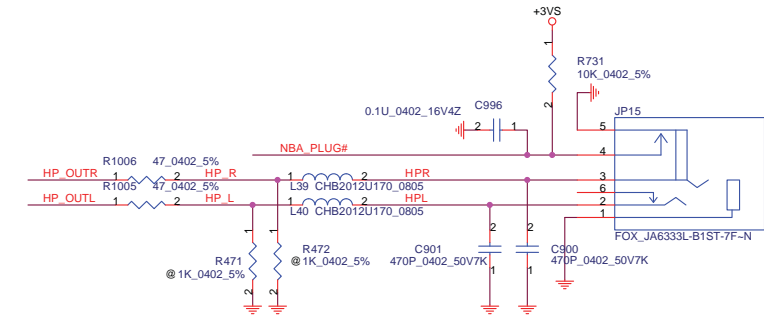 +3VS
1
R731
10K_0402_5%
2
C996
0.1U_0402_16V4Z
2 1
JP15
5
NBA_PLUG#
4
R1006 47_0402_5%
HP_OUTR 1 2 HP_R 1 2 HPR 3
L39 CHB2012U170_0805
6
R1005 47_0402_5%
HP_OUTL 1 2 HP_L 1 2 HPL 2
L40 CHB2012U170_0805
1
FOX_JA6333L-B1ST-7F~N
1 1 2 2
R471
@1K_0402_5%
R472
@1K_0402_5%
C901
470P_0402_50V7K
C900
470P_0402_50V7K
2 2 1 1